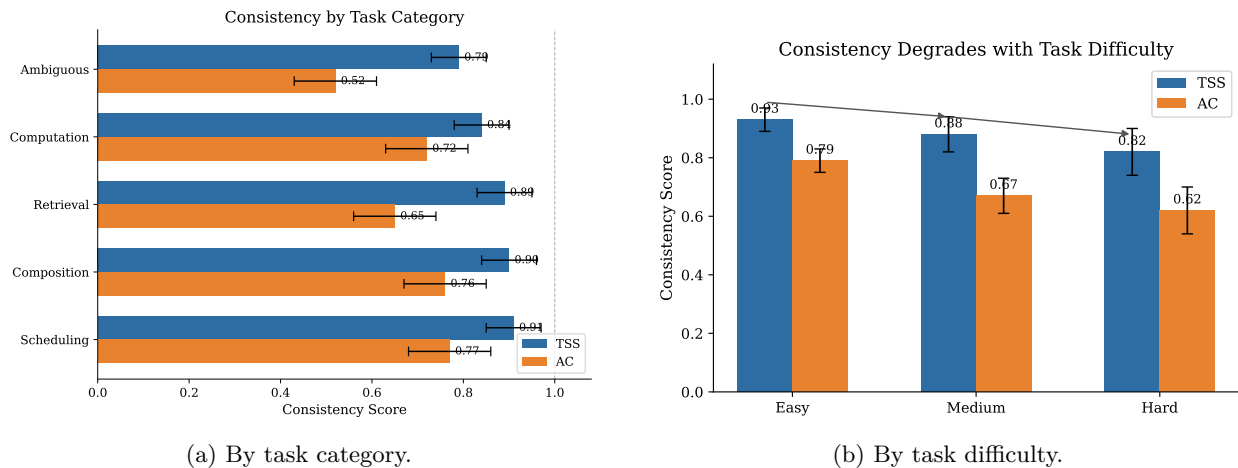 Consistency by Task Category
Ambiguous
0.79
0.52
Computation
0.84
0.72
Retrieval
0.89
0.65
Composition
0.90
0.76
Scheduling
0.91
0.77
TSS
AC
0.0 0.2 0.4 0.6 0.8 1.0
Consistency Score
(a) By task category.
Consistency Degrades with Task Difficulty
TSS
AC
Consistency Score
1.0
0.8
0.6
0.4
0.2
0.0
0.93
0.79
0.88
0.67
0.82
0.62
Easy Medium Hard
(b) By task difficulty.